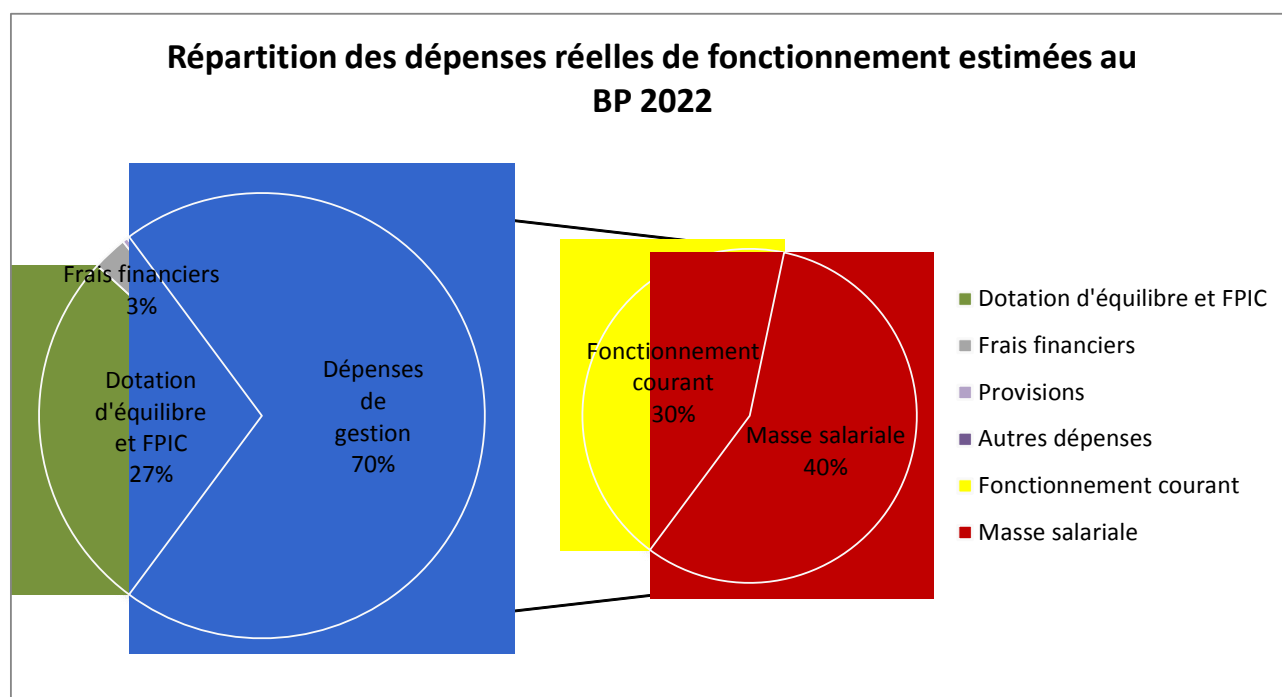 Répartition des dépenses réelles de fonctionnement estimées au
BP 2022
Frais financiers
3%
Dotation
d'équilibre
et FPIC
27%
Dépenses
de
gestion
70%
Fonctionnement
courant
30%
Masse salariale
40%
Dotation d'équilibre et FPIC
Frais financiers
Provisions
Autres dépenses
Fonctionnement courant
Masse salariale